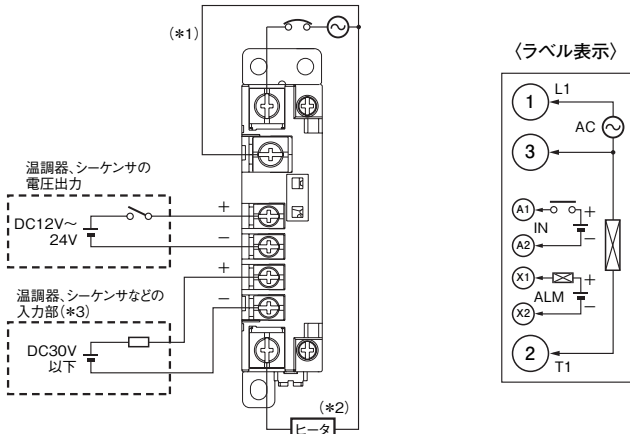 (*1)
〈ラベル表示〉
1
L1
AC
3
温調器、シーケンサの
電圧出力
DC12V～
24V
+
−
+
−
A1
IN
A2
+
−
X1
ALM
X2
+
−
温調器、シーケンサなどの
入力部(*3)
DC30V
以下
2
T1
(*2)
ヒータ